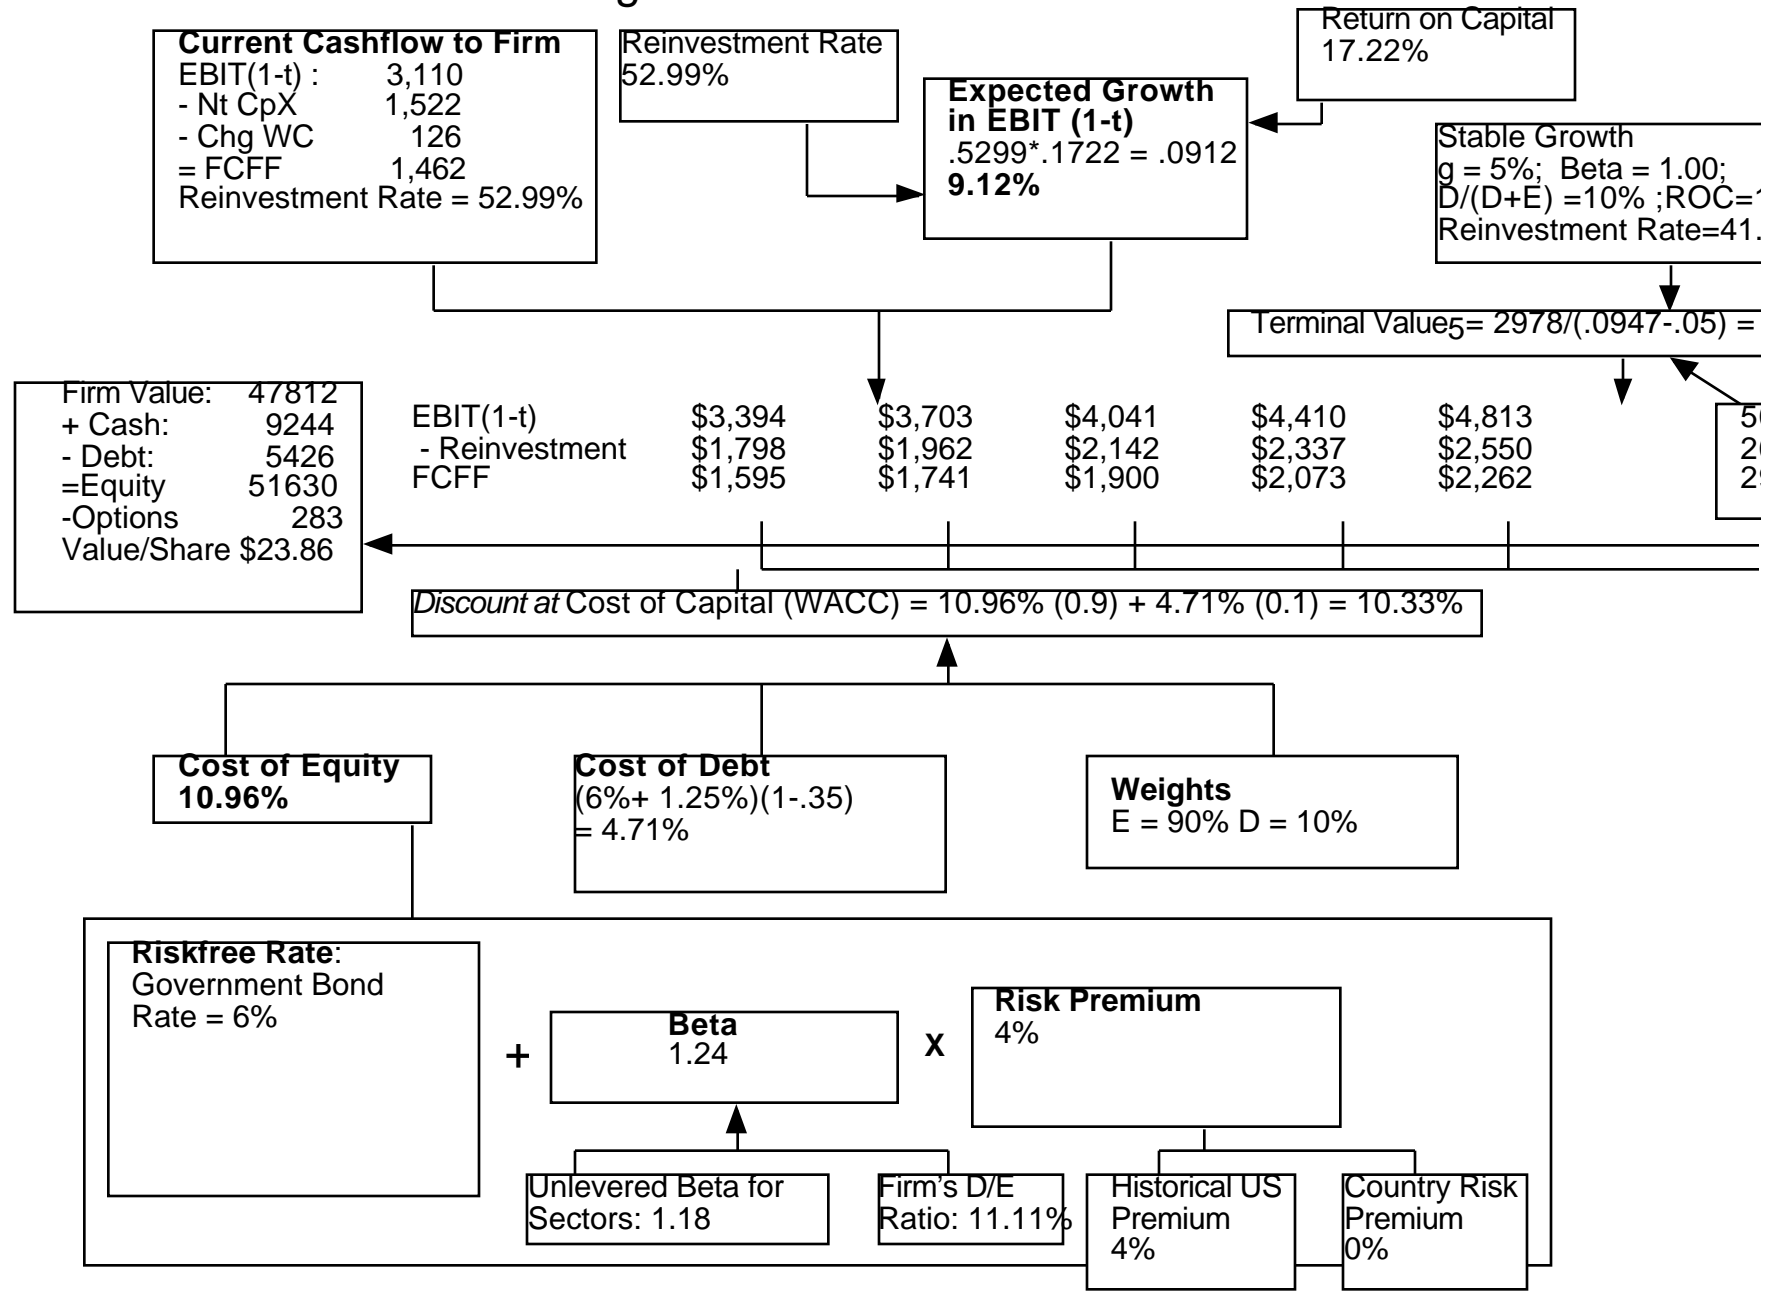 Return on Capital
17.22%
Current Cashflow to Firm
EBIT(1-t) : 3,110
- Nt CpX 1,522
- Chg WC 126
= FCFF 1,462
Reinvestment Rate = 52.99%
Reinvestment Rate
52.99%
Expected Growth
in EBIT (1-t)
.5299*.1722 = .0912
9.12%
Stable Growth
g = 5%; Beta = 1.00;
D/(D+E) =10% ;ROC=1
Reinvestment Rate=41.
Terminal Value5= 2978/(.0947-.05) =
Firm Value: 47812
+ Cash: 9244
- Debt: 5426
=Equity 51630
-Options 283
Value/Share $23.86
EBIT(1-t) $3,394 $3,703 $4,041 $4,410 $4,813
- Reinvestment $1,798 $1,962 $2,142 $2,337 $2,550
FCFF $1,595 $1,741 $1,900 $2,073 $2,262
Discount at Cost of Capital (WACC) = 10.96% (0.9) + 4.71% (0.1) = 10.33%
Cost of Equity
10.96%
Cost of Debt
(6%+ 1.25%)(1-.35)
= 4.71%
Weights
E = 90% D = 10%
Riskfree Rate:
Government Bond
Rate = 6%
+
Beta
1.24
X
Risk Premium
4%
Unlevered Beta for
Sectors: 1.18
Firm's D/E
Ratio: 11.11%
Historical US
Premium
4%
Country Risk
Premium
0%